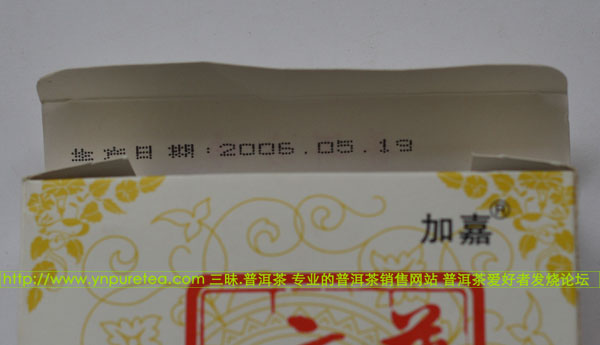 生产日期:2006.05.19
加嘉®
http://www.ynpuretea.com 三昧.普洱茶 专业的普洱茶销售网站 普洱茶爱好者发烧论坛